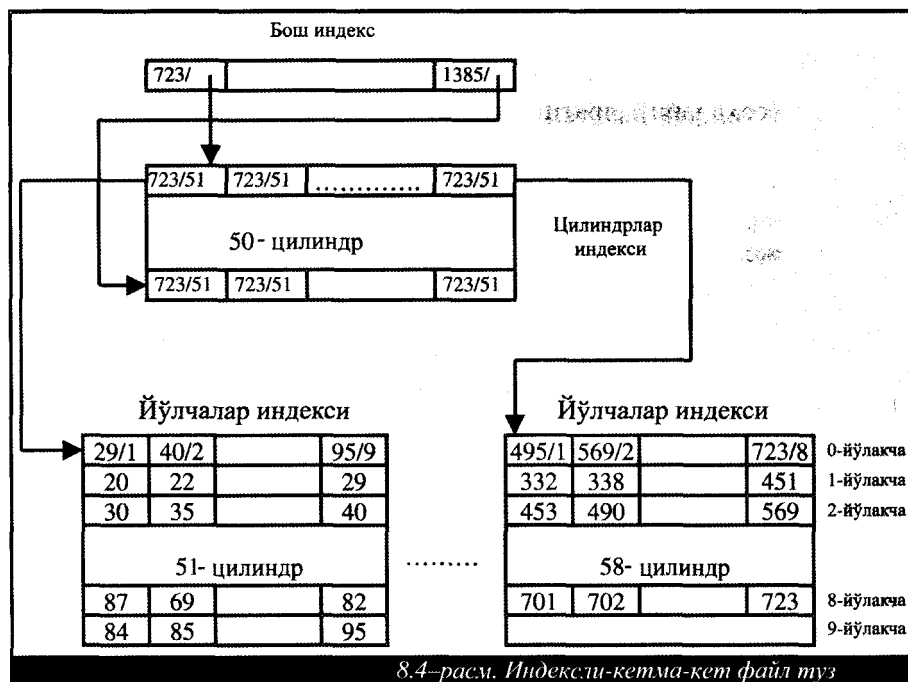 Бош индекс
723/ 1385/
723/51 723/51 ............. 723/51
50- цилиндр
Цилиндрлар
индекси
723/51 723/51 723/51
Йўлчалар индекси Йўлчалар индекси
29/1 40/2 95/9 495/1 569/2 723/8 0-йўлакча
20 22 29 332 338 451 1-йўлакча
30 35 40 453 490 569 2-йўлакча
51- цилиндр ......... 58- цилиндр
87 69 82 701 702 723 8-йўлакча
84 85 95 9-йўлакча
8.4–расм. Индексли-кетма-кет файл туз